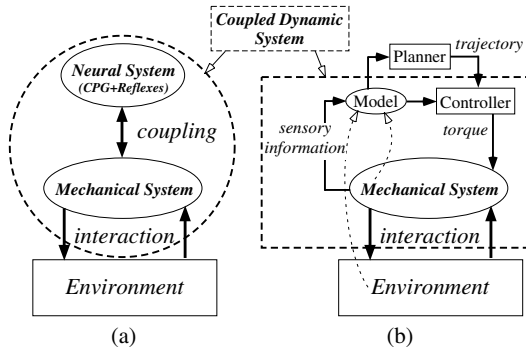 Coupled Dynamic
System
Neural System
(CPG+Reflexes)
coupling
Mechanical System
interaction
Environment
(a)
Planner
trajectory
Model
Controller
sensory
information
torque
Mechanical System
interaction
Environment
(b)